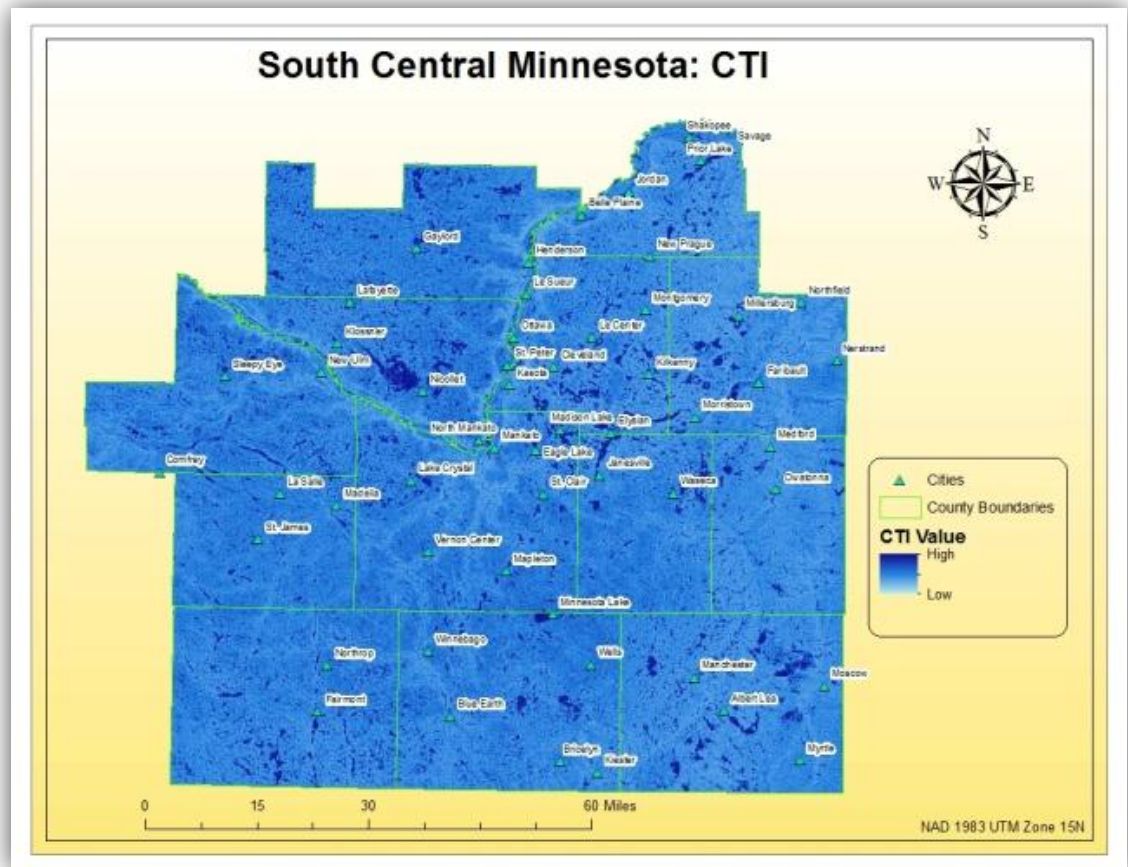 South Central Minnesota: CTI
Shakopee
Savage
Prior Lake
N
W E
S
Jordan
Belle Plaine
Gaylord
Henderson
New Prague
Le Sueur
Lafayette
Montgomery
Northfield
Millersburg
Klossner
Ottawa
Le Center
St. Peter
Cleveland
Nerstrand
Sleepy Eye
New Ulm
Kasota
Kilkenny
Faribault
Nicollet
Morristown
Madison Lake
Elysian
North Mankato
Mankato
Medford
Eagle Lake
Comfrey
Janesville
Lake Crystal
La Salle
St. Clair
Waseca
Owatonna
Madelia
St. James
Vernon Center
Mapleton
Minnesota Lake
Winnebago
Northrop
Wells
Manchester
Moscow
Fairmont
Blue Earth
Albert Lea
Bricelyn
Kiester
Myrtle
Cities
County Boundaries
CTI Value
High
Low
0 15 30 60 Miles
NAD 1983 UTM Zone 15N